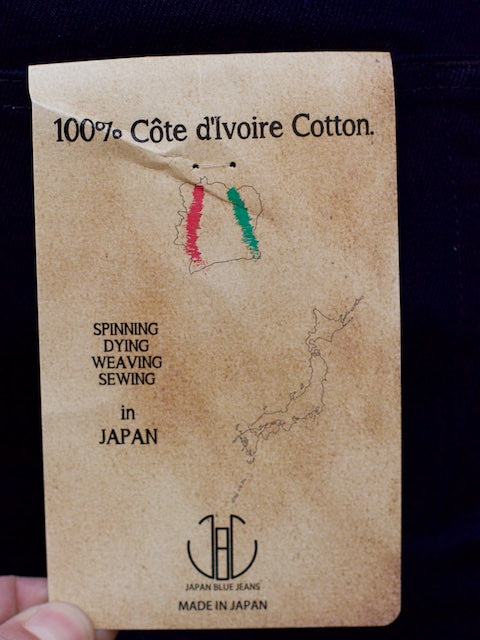 100% Côte d'Ivoire Cotton.
SPINNING
DYING
WEAVING
SEWING
in
JAPAN
JAPAN BLUE JEANS
MADE IN JAPAN